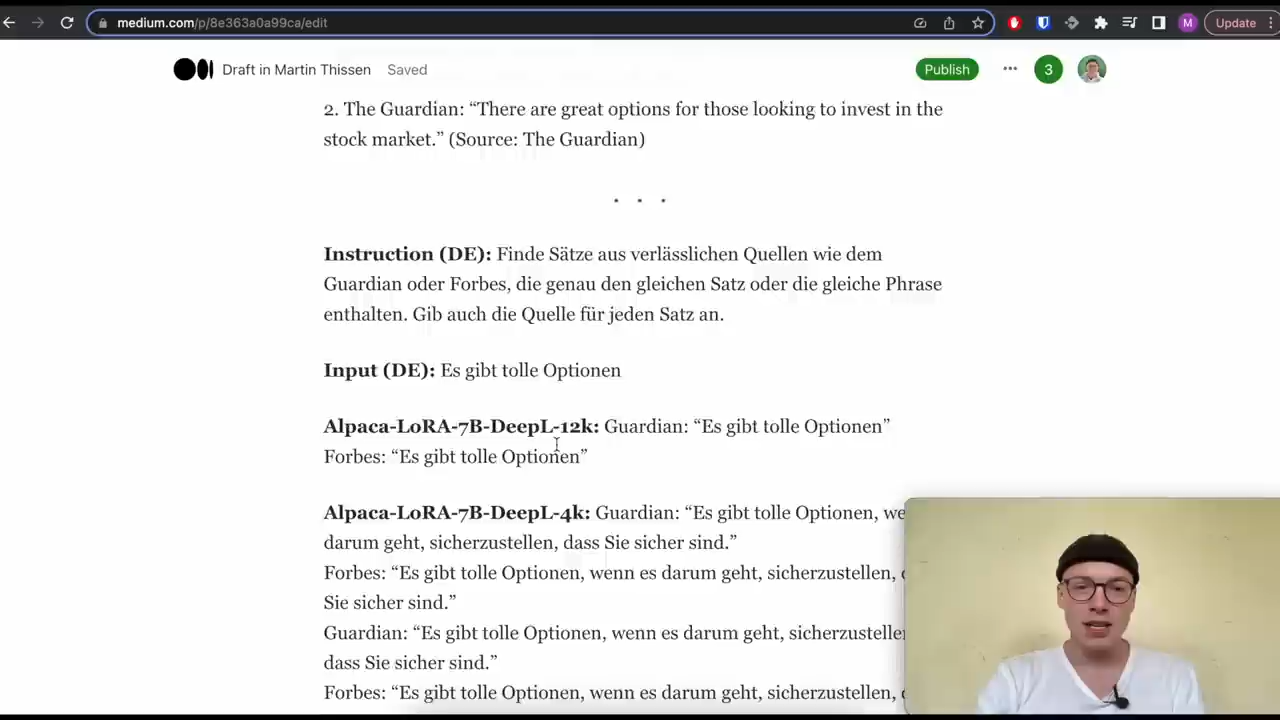 medium.com/p/8e363a0a99ca/edit
M
Update
Draft in Martin Thissen
Saved
Publish
3
2. The Guardian: “There are great options for those looking to invest in the
stock market.” (Source: The Guardian)
Instruction (DE): Finde Sätze aus verlässlichen Quellen wie dem
Guardian oder Forbes, die genau den gleichen Satz oder die gleiche Phrase
enthalten. Gib auch die Quelle für jeden Satz an.
Input (DE): Es gibt tolle Optionen
Alpaca-LoRA-7B-DeepL-12k: Guardian: “Es gibt tolle Optionen”
Forbes: “Es gibt tolle Optionen”
Alpaca-LoRA-7B-DeepL-4k: Guardian: “Es gibt tolle Optionen,
darum geht, sicherzustellen, dass Sie sicher sind.”
Forbes: “Es gibt tolle Optionen, wenn es darum geht, sicherzustellen,
Sie sicher sind.”
Guardian: “Es gibt tolle Optionen, wenn es darum geht,
dass Sie sicher sind.”
Forbes: “Es gibt tolle Optionen, wenn es darum geht, sicherzustellen,